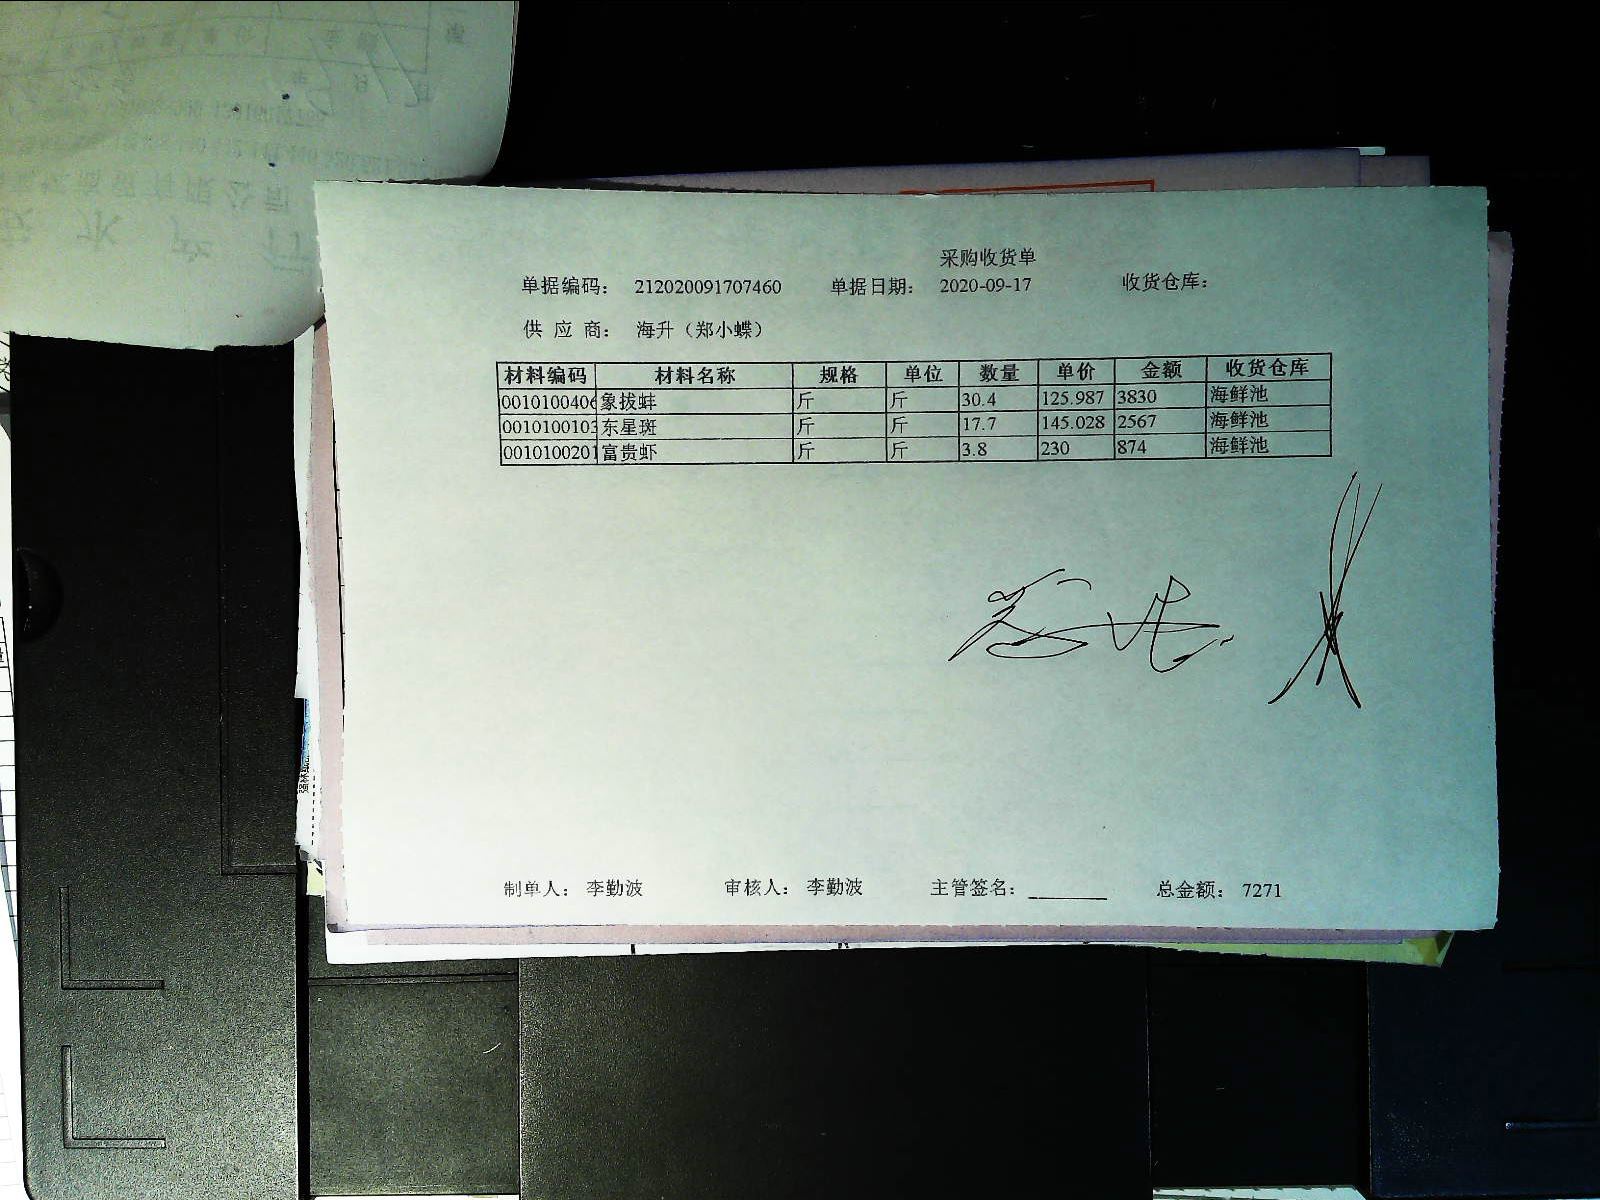 采购收货单
单据编码： 212020091707460 单据日期： 2020-09-17 收货仓库：
供 应 商： 海升（郑小蝶）
材料编码 材料名称 规格 单位 数量 单价 金额 收货仓库
0010100406 象拔蚌 斤 斤 30.4 125.987 3830 海鲜池
0010100103 东星斑 斤 斤 17.7 145.028 2567 海鲜池
0010100201 富贵虾 斤 斤 3.8 230 874 海鲜池
制单人： 李勤波 审核人： 李勤波 主管签名： 总金额： 7271